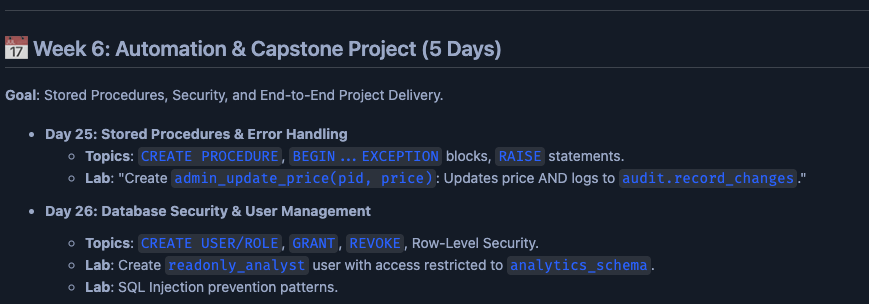 17 Week 6: Automation & Capstone Project (5 Days)
Goal: Stored Procedures, Security, and End-to-End Project Delivery.
• Day 25: Stored Procedures & Error Handling
◦ Topics: CREATE PROCEDURE, BEGIN...EXCEPTION blocks, RAISE statements.
◦ Lab: "Create admin_update_price(pid, price): Updates price AND logs to audit.record_changes."
• Day 26: Database Security & User Management
◦ Topics: CREATE USER/ROLE, GRANT, REVOKE, Row-Level Security.
◦ Lab: Create readonly_analyst user with access restricted to analytics_schema.
◦ Lab: SQL Injection prevention patterns.